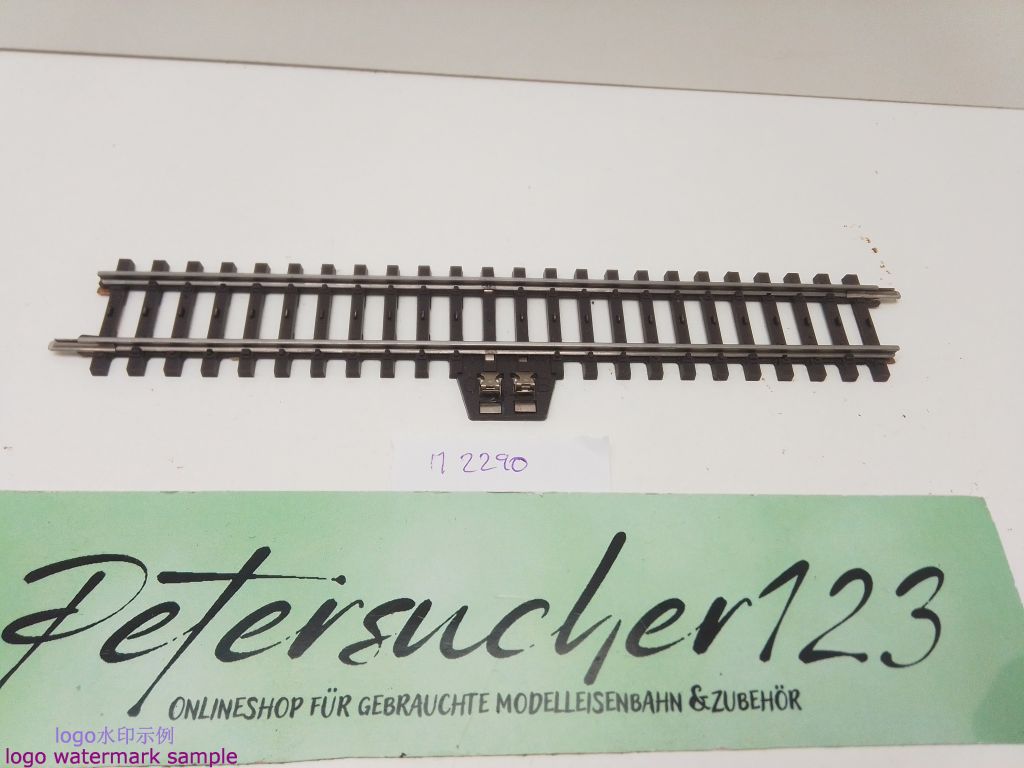 17 2290
Petersucher123
ONLINESHOP FÜR GEBRAUCHTE MODELLEISENBAHN & ZUBEHÖR
logo水印示例
logo watermark sample